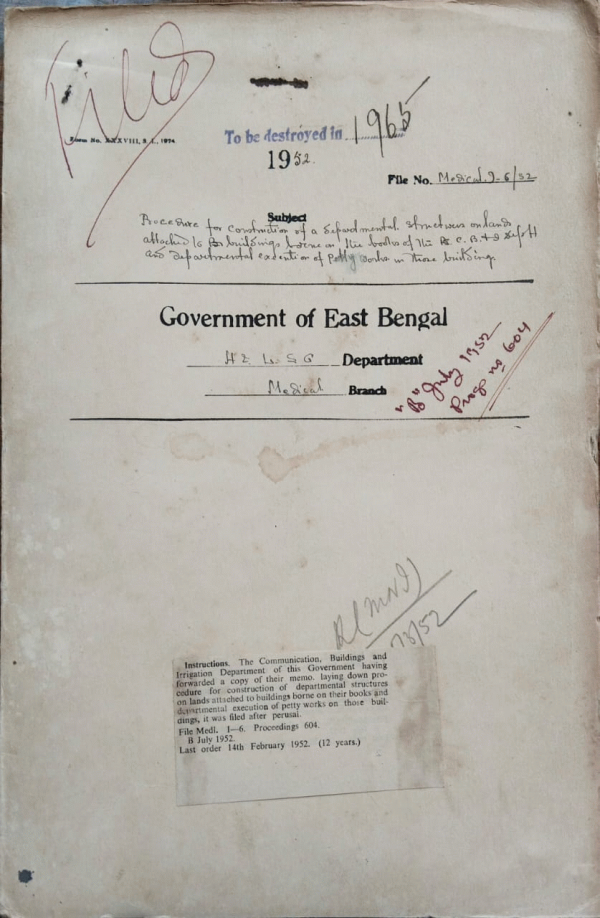 Filed
Form No. XXXVIII, S. L., 1974
To be destroyed in 1965
1952.
File No. Medical. I-6/52
Subject
Procedure for construction of a departmental structures on lands
attached to buildings borne on the books of the C. B. & I Deptt
and departmental execution of Petty works in those buildings
Government of East Bengal
H & L. S. G Department
Medical Branch
"B" July 1952
Progs no 604
/52
Instructions. The Communication, Buildings and
Irrigation Department of this Government having
forwarded a copy of their memo. laying down pro-
cedure for construction of departmental structures
on lands attached to buildings borne on their books and
departmental execution of petty works on those buil-
dings, it was filed after perusal.
File Medl. 1—6. Proceedings 604.
B July 1952.
Last order 14th February 1952. (12 years.)